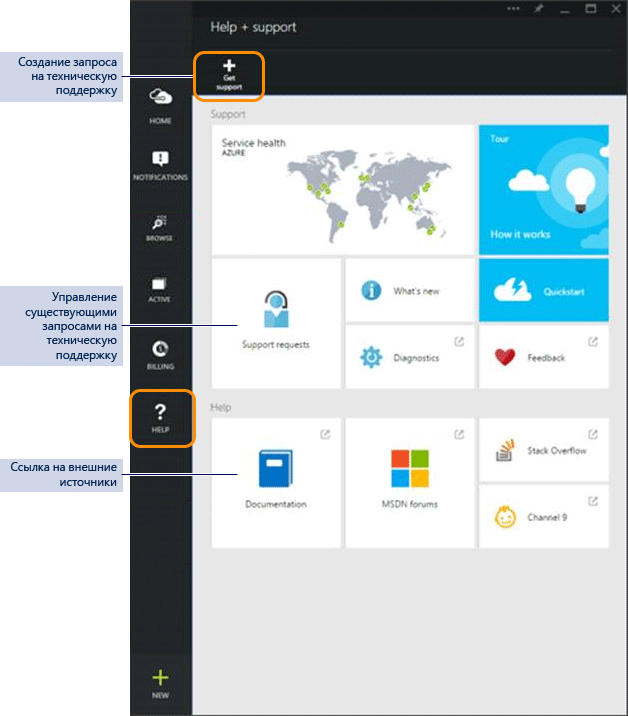 Help + support
Создание запроса
на техническую
поддержку
Get
support
HOME
NOTIFICATIONS
BROWSE
ACTIVE
BILLING
HELP
NEW
Support
Service health
AZURE
Tour
How it works
Управление
существующими
запросами на
техническую
поддержку
Support requests
What's new
Quickstart
Diagnostics
Feedback
Help
Ссылка на внешние
источники
Documentation
MSDN forums
Stack Overflow
Channel 9